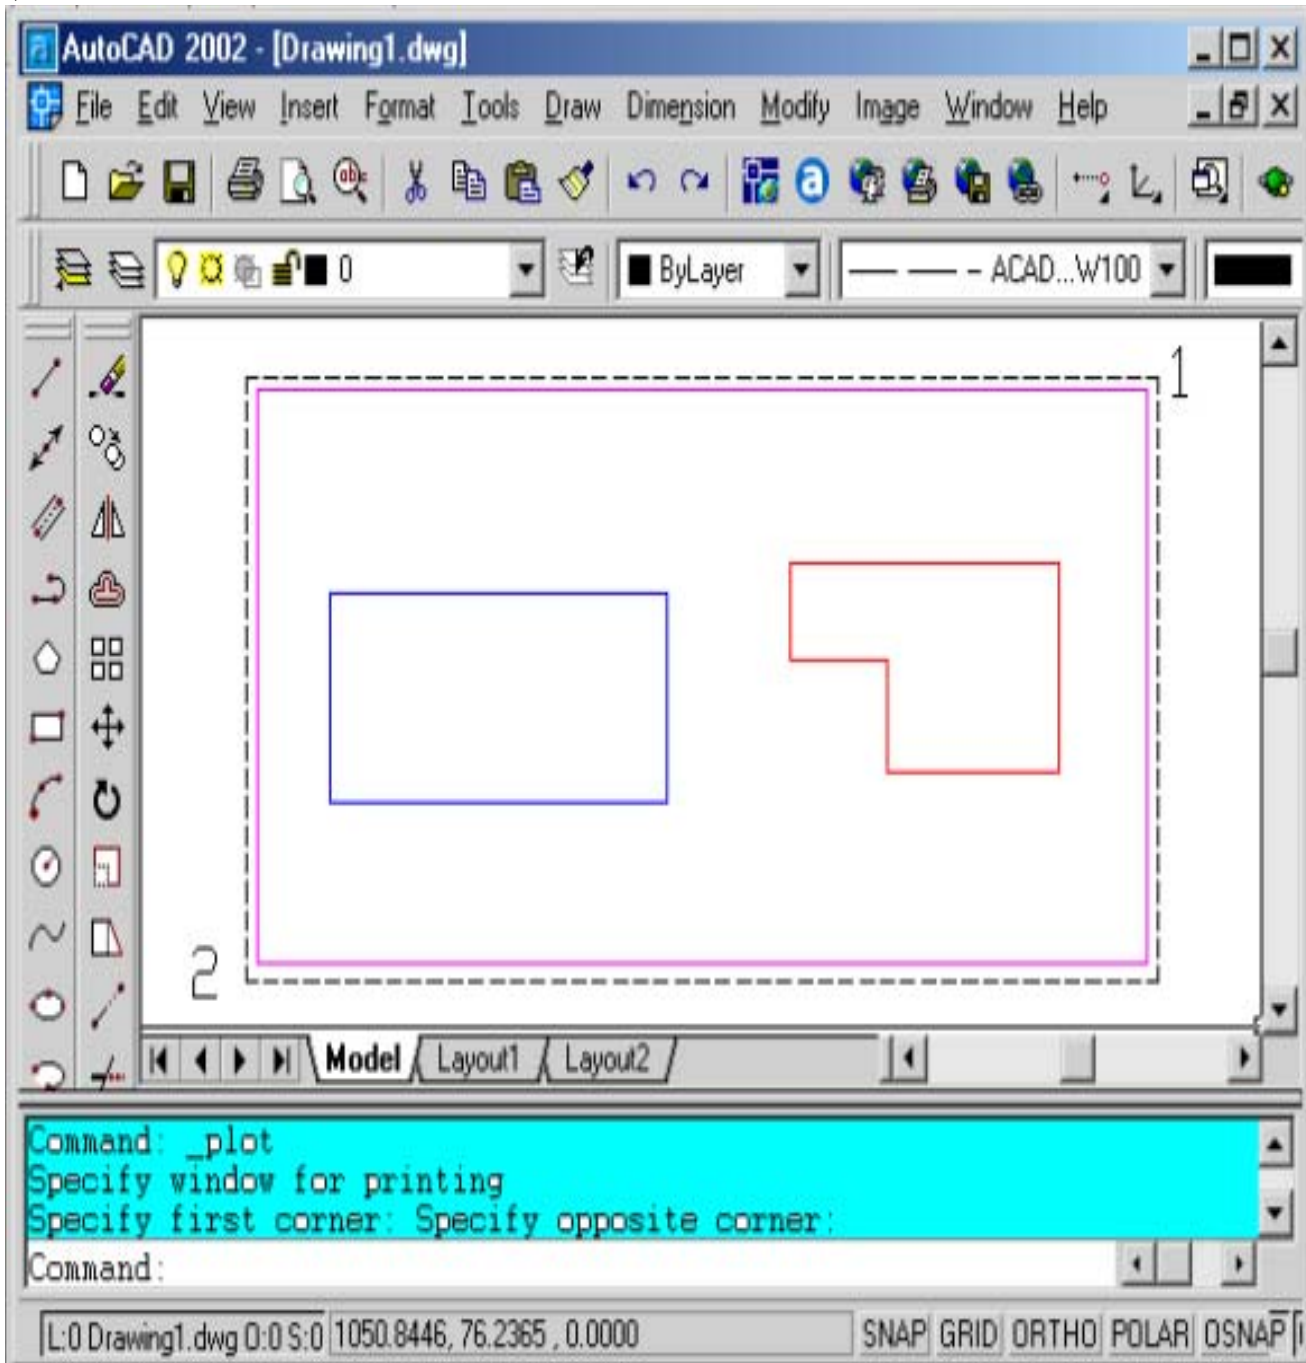 AutoCAD 2002 - [Drawing1.dwg]
File Edit View Insert Format Tools Draw Dimension Modify Image Window Help
0 ByLayer ACAD...W100
1
2
Model Layout1 Layout2
Command: _plot
Specify window for printing
Specify first corner: Specify opposite corner:
Command:
L:0 Drawing1.dwg O:0 S:0 1050.8446, 76.2365 , 0.0000 SNAP GRID ORTHO POLAR OSNAP